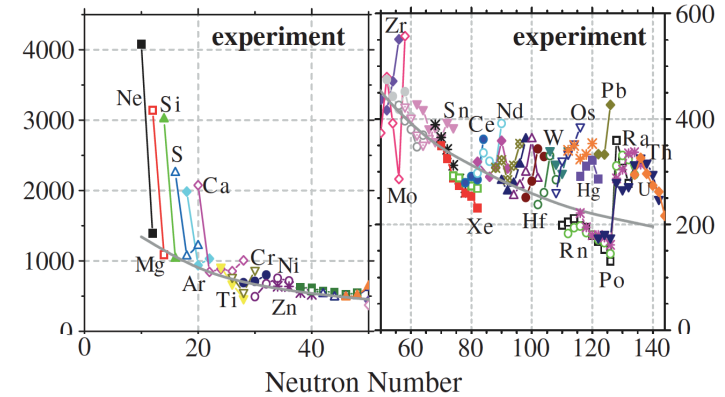 experiment
4000
3000
2000
1000
0
Ne
Si
S
Ca
Mg
Ar
Ti
Cr
Ni
Zn
0
20
40
experiment
600
400
200
0
Zr
Mo
Sn
Ce
Nd
Xe
W
Os
Pb
Hf
Hg
Rn
Ra
Th
U
Po
60
80
100
120
140
Neutron Number